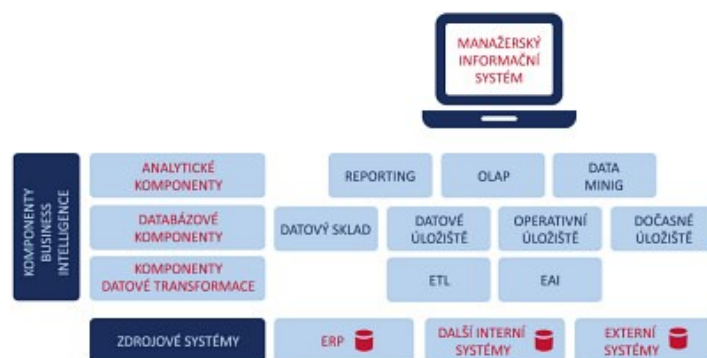 MANAŽERSKÝ
INFORMAČNÍ
SYSTÉM
KOMPONENTY
BUSINESS
INTELLIGENCE
ANALYTICKÉ
KOMPONENTY
REPORTING
OLAP
DATA
MINIG
DATABÁZOVÉ
KOMPONENTY
DATOVÝ SKLAD
DATOVÉ
ÚLOŽIŠTĚ
OPERATIVNÍ
ÚLOŽIŠTĚ
DOČASNÉ
ÚLOŽIŠTĚ
KOMPONENTY
DATOVÉ TRANSFORMACE
ETL
EAI
ZDROJOVÉ SYSTÉMY
ERP
DALŠÍ INTERNÍ
SYSTÉMY
EXTERNÍ
SYSTÉMY